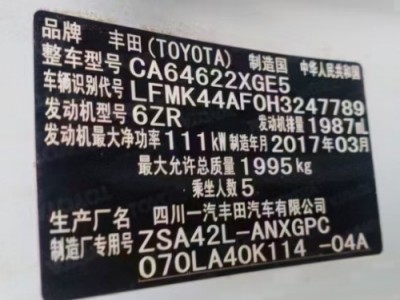 品牌 丰田(TOYOTA) 制造国 中华人民共和国
整车型号 CA64622XGE5
车辆识别代号 LFMK44AF0H3247789
发动机型号 6ZR 发动机排量 1987mL
发动机最大净功率 111kW 制造年月 2017年03月
最大允许总质量 1995kg
乘坐人数 5
生产厂名 四川一汽丰田汽车有限公司
制造厂专用号 ZSA42L-ANXGPC
070LA40K114 -04A